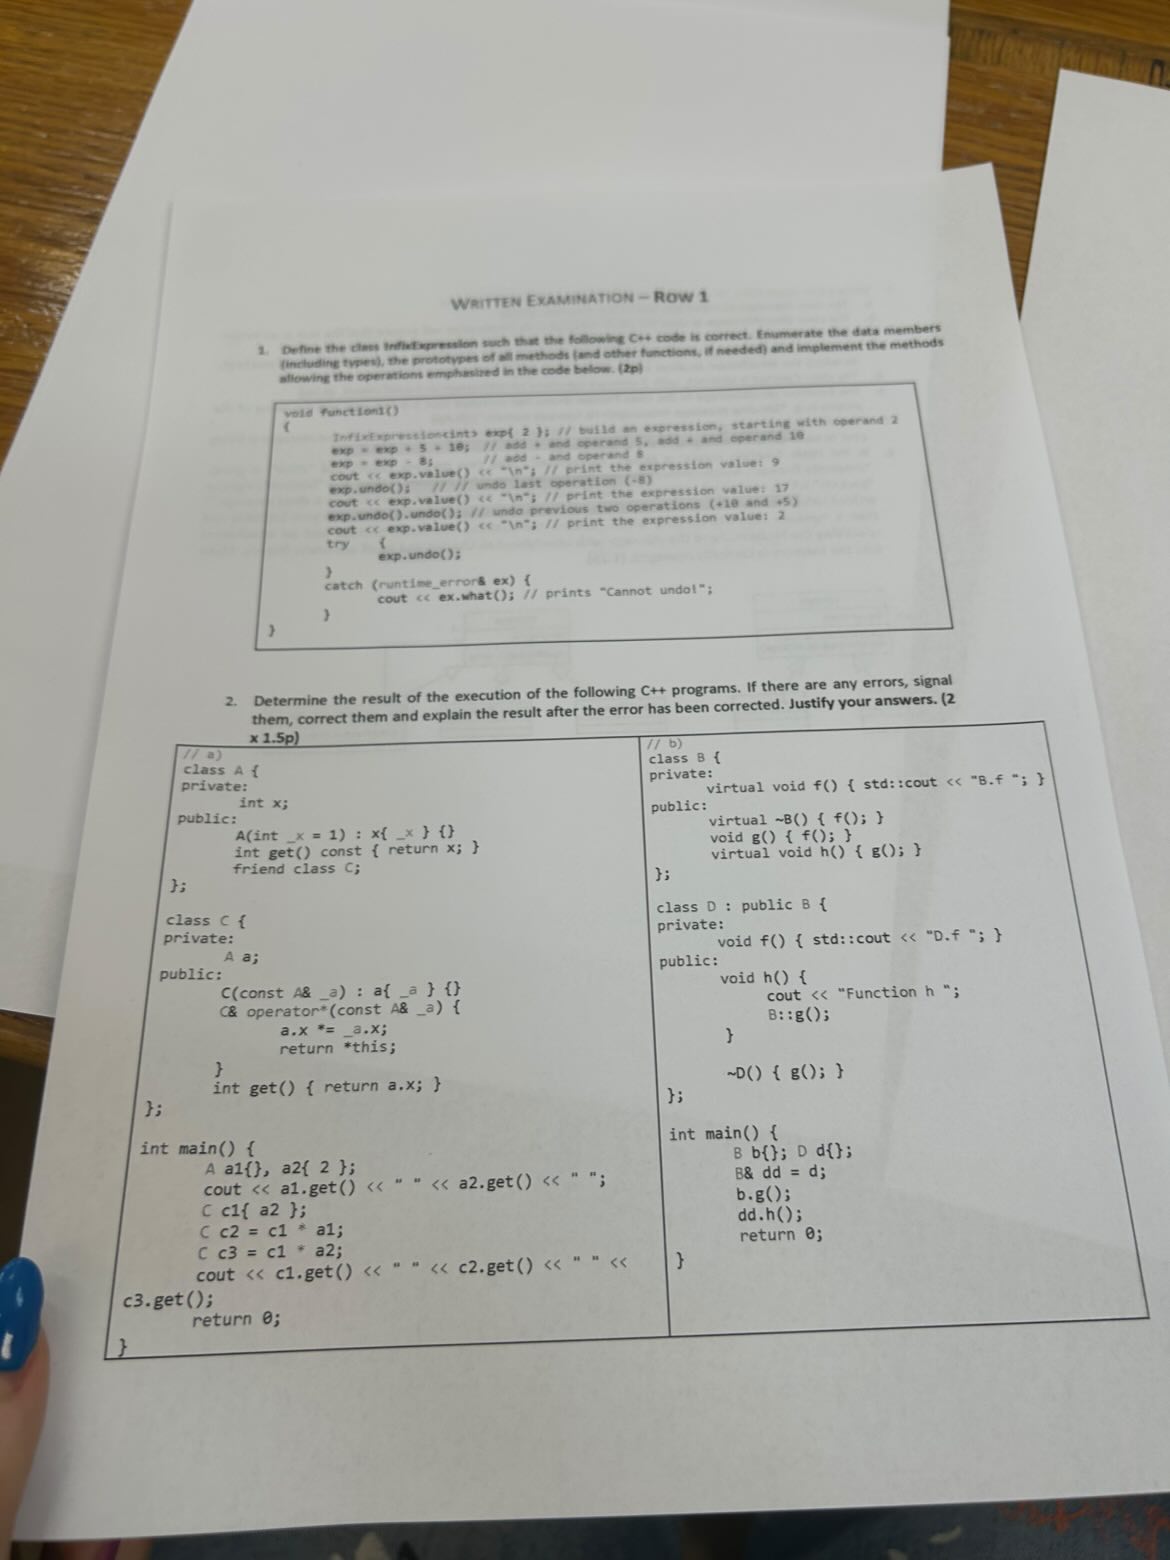 WRITTEN EXAMINATION – ROW 1
1. Define the class InfixExpression such that the following C++ code is correct. Enumerate the data members
(including types), the prototypes of all methods (and other functions, if needed) and implement the methods
allowing the operations emphasized in the code below. (2p)
void function1()
{
InfixExpression<int> exp{ 2 }; // build an expression, starting with operand 2
exp = exp + 5 + 10; // add + and operand 5, add + and operand 10
exp = exp - 8; // add - and operand 8
cout << exp.value() << "\n"; // print the expression value: 9
exp.undo(); // // undo last operation (-8)
cout << exp.value() << "\n"; // print the expression value: 17
exp.undo().undo(); // undo previous two operations (+10 and +5)
cout << exp.value() << "\n"; // print the expression value: 2
try {
exp.undo();
}
catch (runtime_error& ex) {
cout << ex.what(); // prints "Cannot undo!";
}
}
2. Determine the result of the execution of the following C++ programs. If there are any errors, signal
them, correct them and explain the result after the error has been corrected. Justify your answers. (2
x 1.5p)
// a)
class A {
private:
int x;
public:
A(int _x = 1) : x{ _x } {}
int get() const { return x; }
friend class C;
};
class C {
private:
A a;
public:
C(const A& _a) : a{ _a } {}
C& operator*(const A& _a) {
a.x *= _a.x;
return *this;
}
int get() { return a.x; }
};
int main() {
A a1{}, a2{ 2 };
cout << a1.get() << " " << a2.get() << " ";
C c1{ a2 };
C c2 = c1 * a1;
C c3 = c1 * a2;
cout << c1.get() << " " << c2.get() << " " <<
c3.get();
return 0;
}
// b)
class B {
private:
virtual void f() { std::cout << "B.f "; }
public:
virtual ~B() { f(); }
void g() { f(); }
virtual void h() { g(); }
};
class D : public B {
private:
void f() { std::cout << "D.f "; }
public:
void h() {
cout << "Function h ";
B::g();
}
~D() { g(); }
};
int main() {
B b{}; D d{};
B& dd = d;
b.g();
dd.h();
return 0;
}